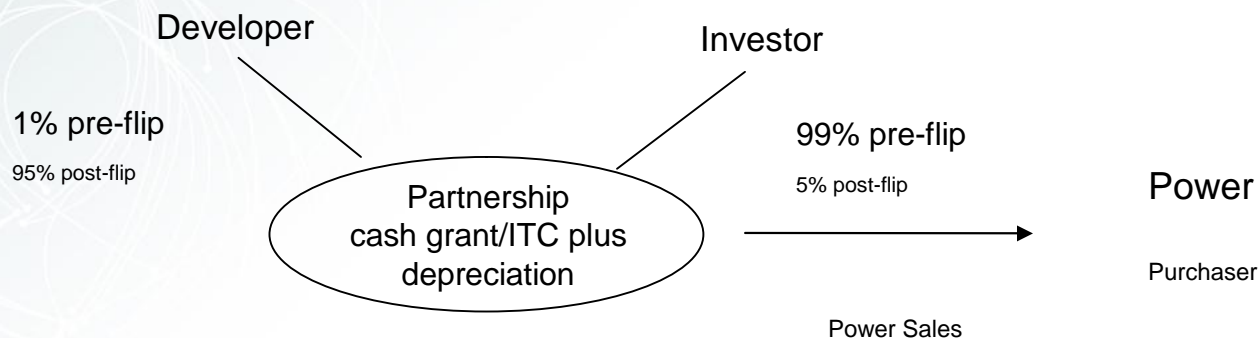 Developer
Investor
1% pre-flip
95% post-flip
99% pre-flip
5% post-flip
Partnership
cash grant/ITC plus
depreciation
Power
Purchaser
Power Sales